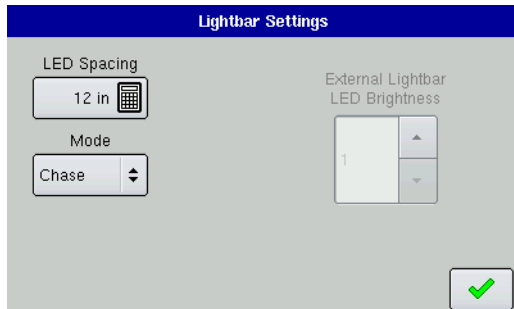 Lightbar Settings
LED Spacing
12 in
Mode
Chase
External Lightbar
LED Brightness
1